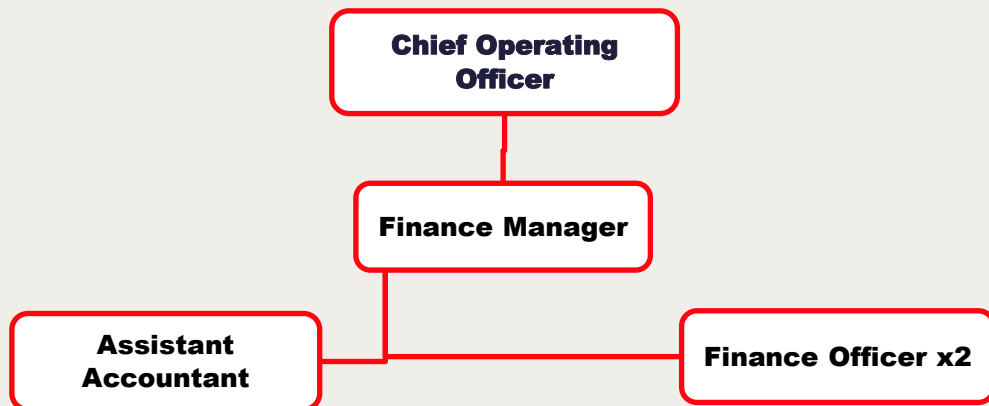 Chief Operating
Officer
Finance Manager
Assistant
Accountant
Finance Officer x2